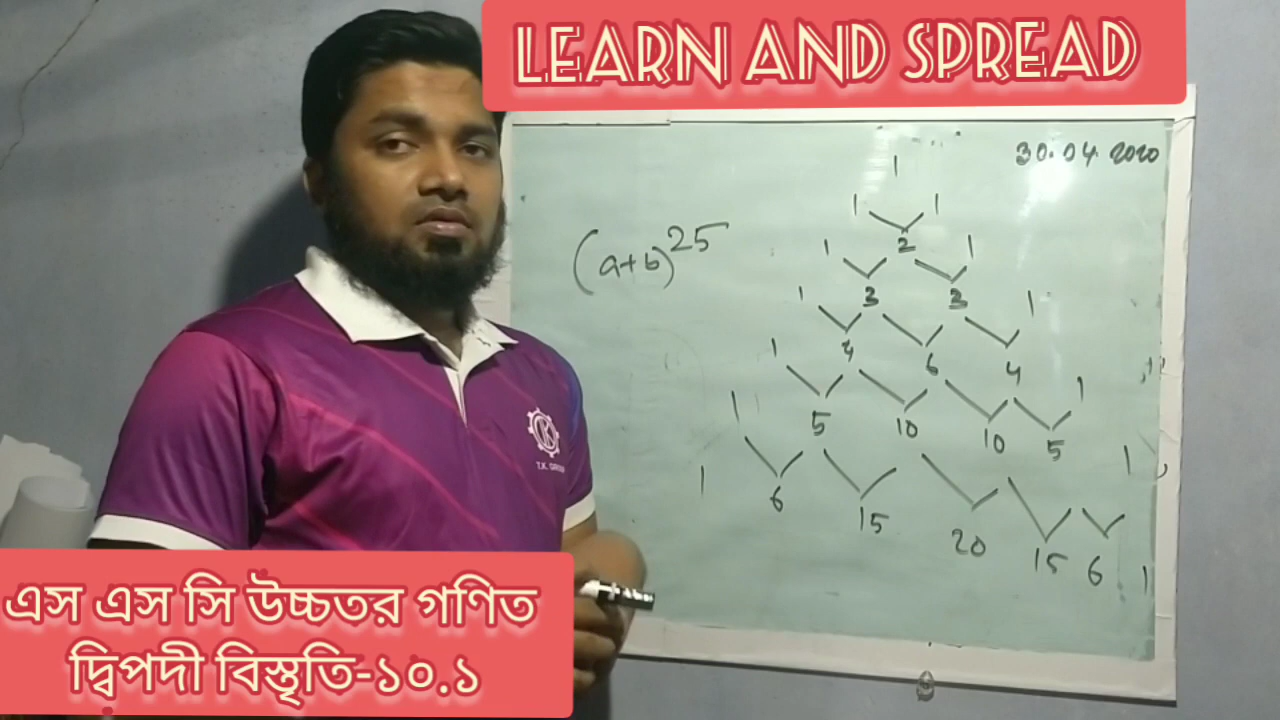 LEARN AND SPREAD
30.04.2020
(a+b)²⁵
1
1 1
1 2 1
1 3 3 1
1 4 6 4 1
1 5 10 10 5 1
1 6 15 20 15 6 1
এস এস সি উচ্চতর গণিত
দ্বিপদী বিস্তৃতি-১০.১